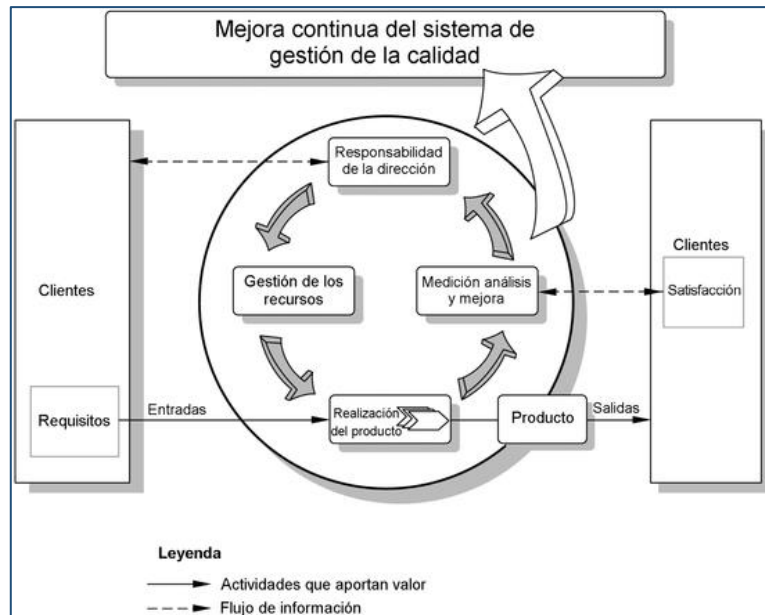 Mejora continua del sistema de
gestión de la calidad
Responsabilidad
de la dirección
Clientes
Clientes
Gestión de los
recursos
Medición análisis
y mejora
Satisfacción
Requisitos
Entradas
Realización
del producto
Producto
Salidas
Leyenda
Actividades que aportan valor
Flujo de información